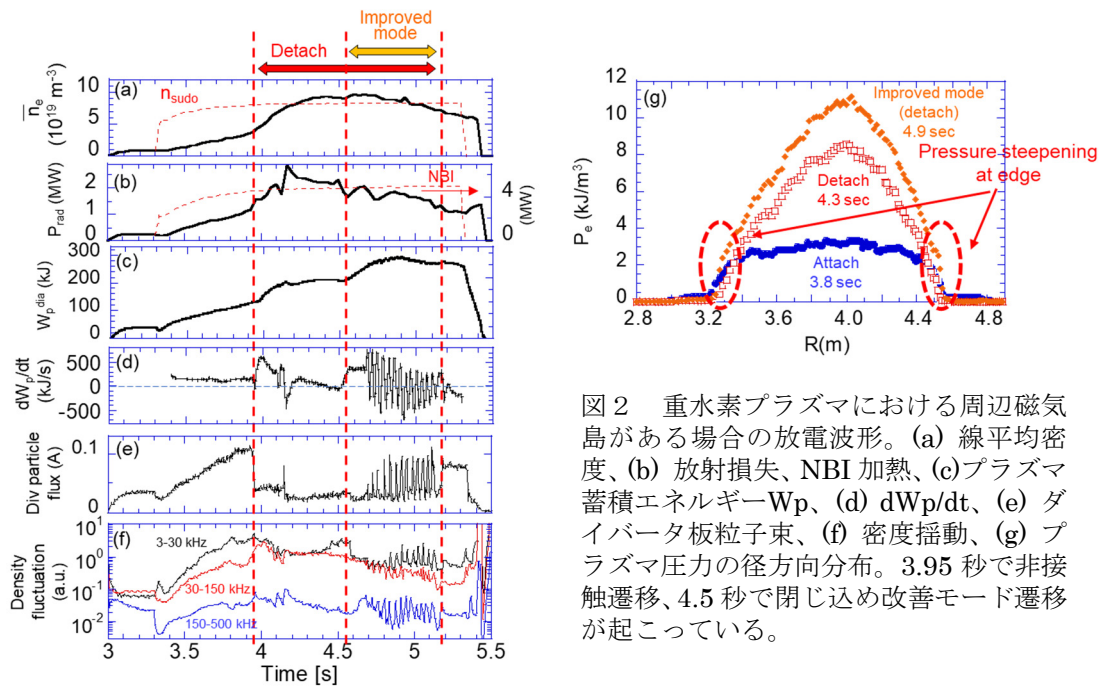 Improved
mode
Detach
(a)
n_sudo
n̄e
(10¹⁹ m⁻³)
10
5
0
(b)
NBI
P_rad (MW)
2
1
0
4
0
(MW)
(c)
W_p^dia (kJ)
300
200
100
0
(d)
dW_p/dt
(kJ/s)
500
0
-500
(e)
Div particle
flux (A)
0.1
0
(f)
3-30 kHz
30-150 kHz
150-500 kHz
Density
fluctuation
(a.u.)
10¹
10⁰
10⁻¹
10⁻²
3 3.5 4 4.5 5 5.5
Time [s]
(g)
Improved mode
(detach)
4.9 sec
Pressure steepening
at edge
Detach
4.3 sec
Attach
3.8 sec
P_e (kJ/m³)
12
10
8
6
4
2
0
2.8 3.2 3.6 4.0 4.4 4.8
R(m)
図２ 重水素プラズマにおける周辺磁気
島がある場合の放電波形。(a) 線平均密
度、(b) 放射損失、NBI 加熱、(c)プラズマ
蓄積エネルギーWp、(d) dWp/dt、(e) ダ
イバータ板粒子束、(f) 密度揺動、(g) プ
ラズマ圧力の径方向分布。3.95 秒で非接
触遷移、4.5 秒で閉じ込め改善モード遷移
が起こっている。